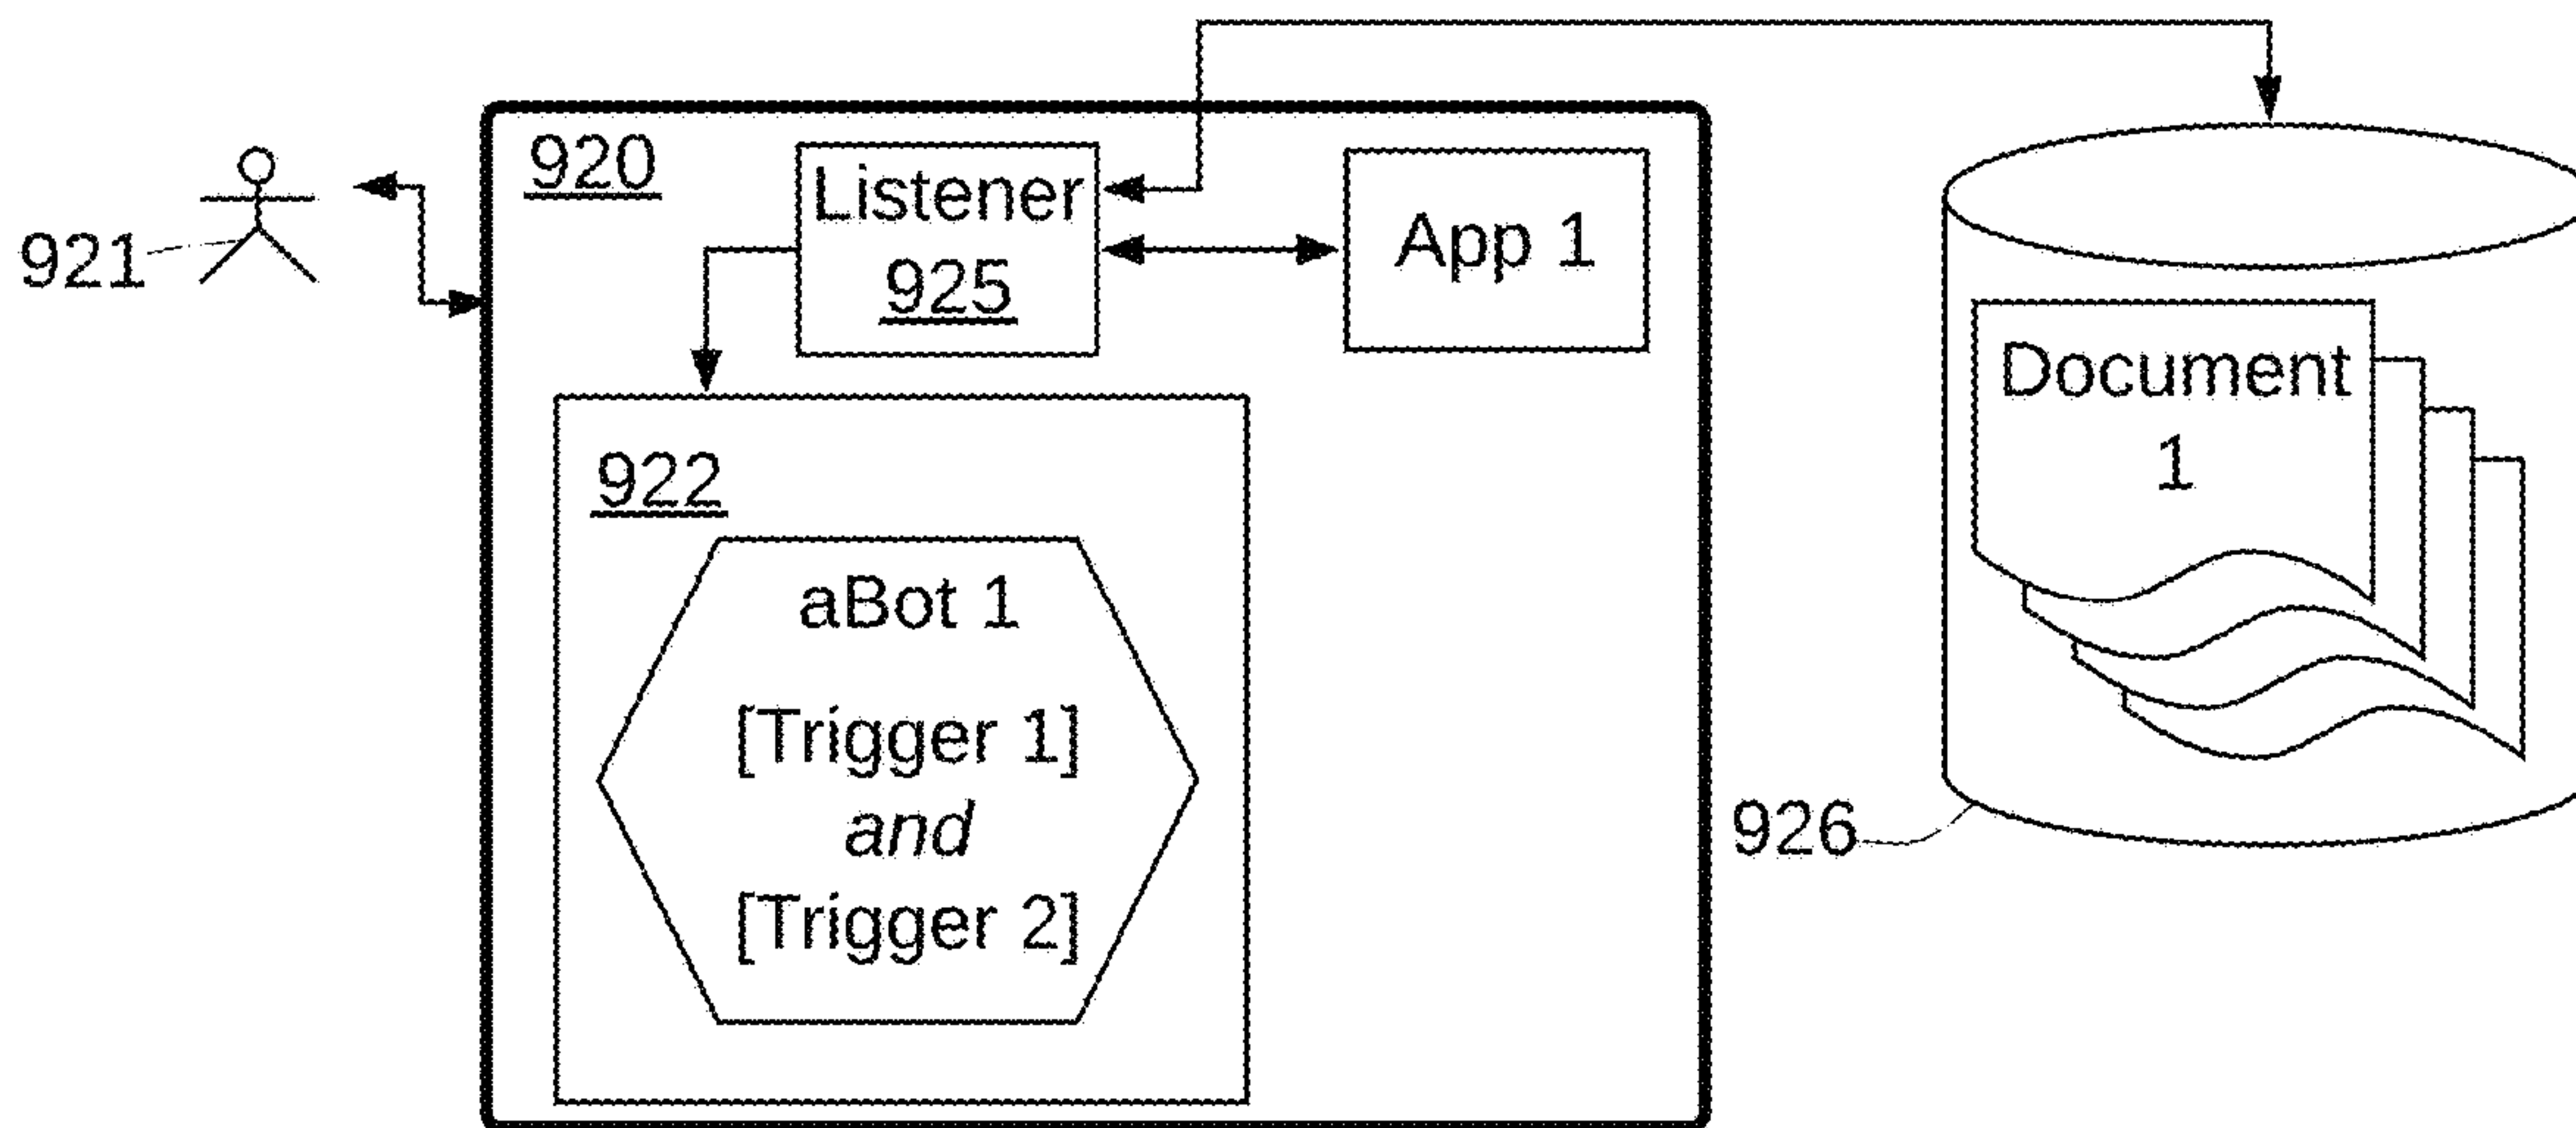 921
920
Listener
925
App 1
922
aBot 1
[Trigger 1]
and
[Trigger 2]
Document
1
926